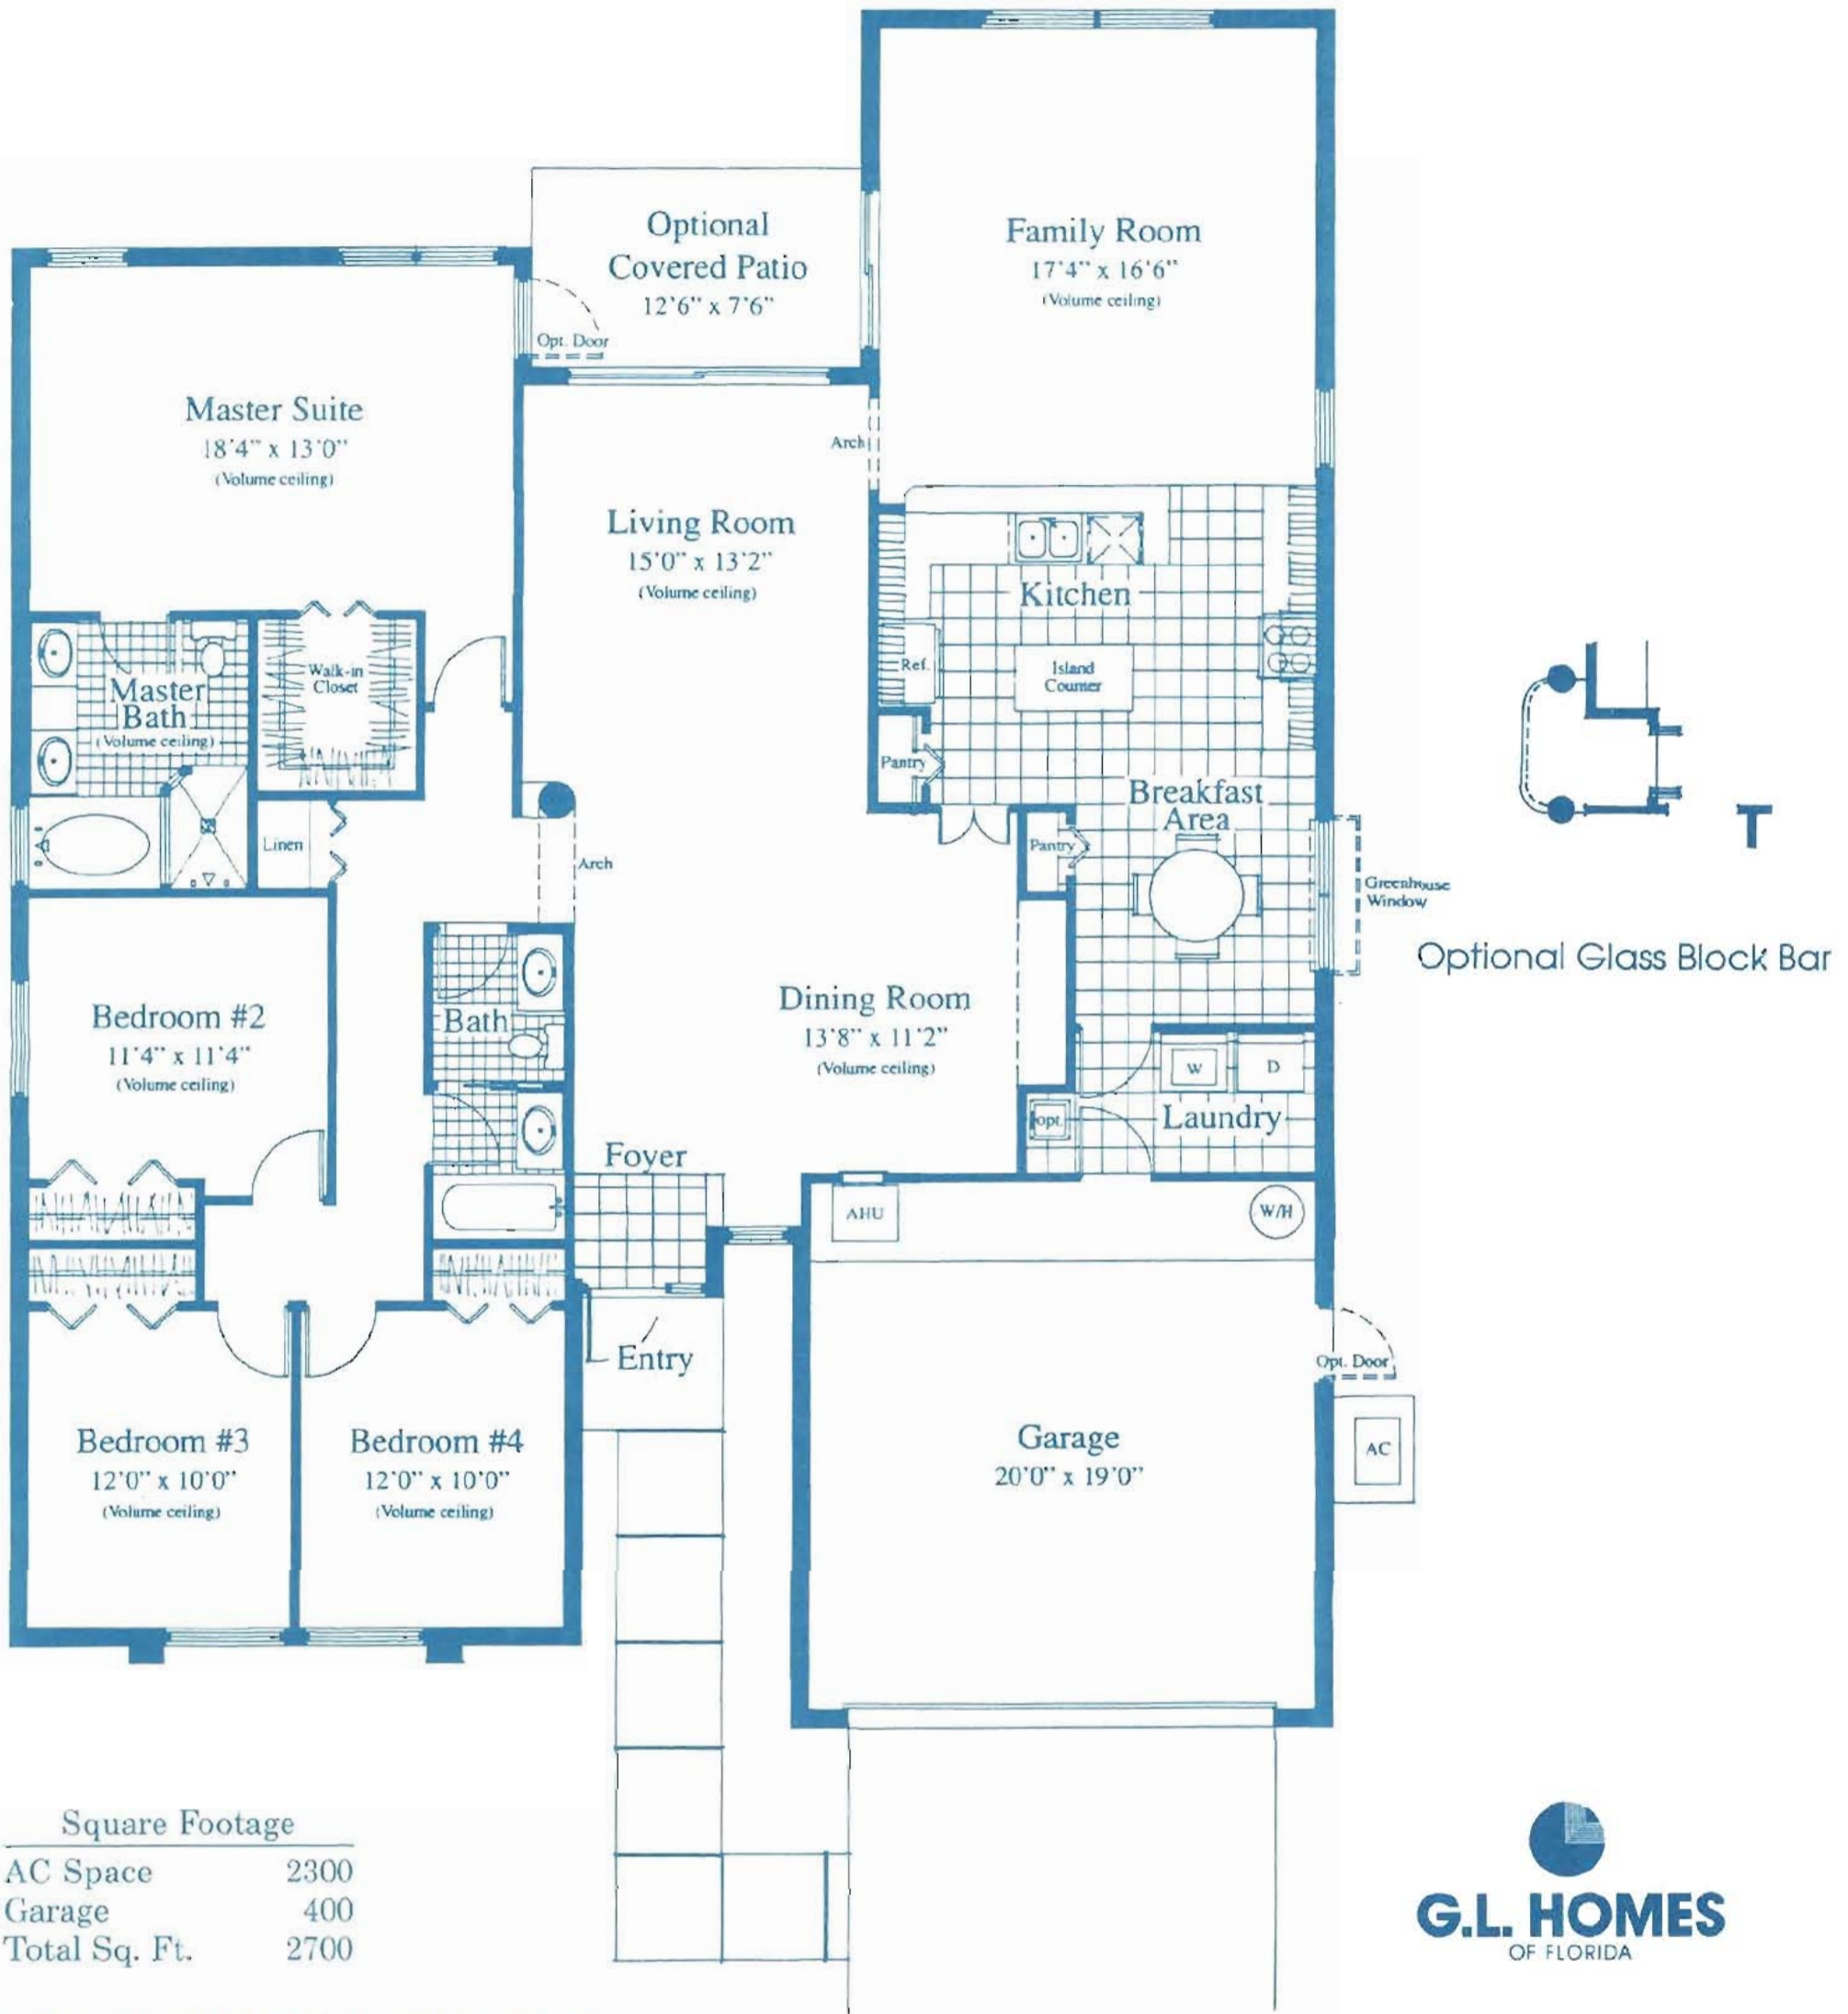 Optional
Covered Patio
12'6" x 7'6"
Opt. Door
Family Room
17'4" x 16'6"
(Volume ceiling)
Master Suite
18'4" x 13'0"
(Volume ceiling)
Arch
Living Room
15'0" x 13'2"
(Volume ceiling)
Kitchen
Ref.
Island
Counter
Pantry
Walk-in
Closet
Master
Bath
(Volume ceiling)
Linen
Arch
Breakfast
Area
Pantry
Greenhouse
Window
T
Optional Glass Block Bar
Bedroom #2
11'4" x 11'4"
(Volume ceiling)
Bath
Dining Room
13'8" x 11'2"
(Volume ceiling)
W
D
opt.
Laundry
Foyer
AHU
W/H
Entry
Opt. Door
AC
Bedroom #3
12'0" x 10'0"
(Volume ceiling)
Bedroom #4
12'0" x 10'0"
(Volume ceiling)
Garage
20'0" x 19'0"
Square Footage
AC Space 2300
Garage 400
Total Sq. Ft. 2700
G.L. HOMES
OF FLORIDA